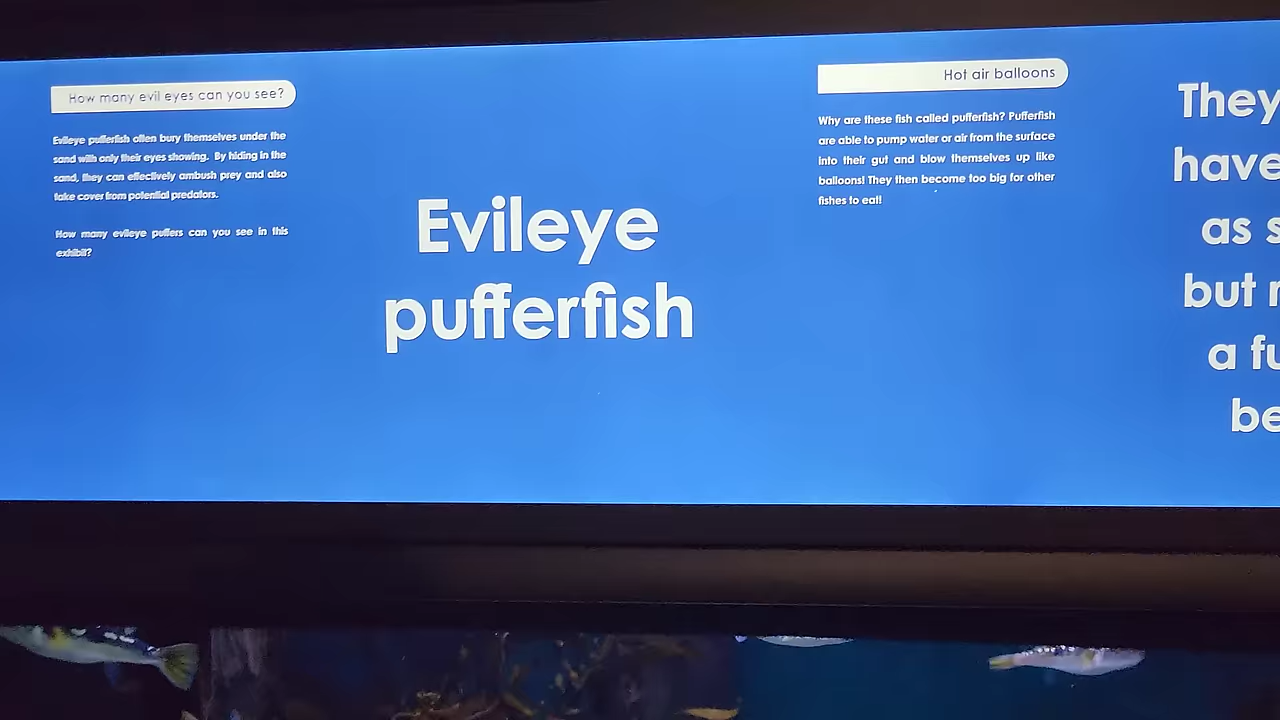 How many evil eyes can you see?
Evileye pufferfish often bury themselves under the
sand with only their eyes showing. By hiding in the
sand, they can effectively ambush prey and also
take cover from potential predators.
How many evileye puffers can you see in this
exhibit?
Evileye
pufferfish
Hot air balloons
Why are these fish called pufferfish? Pufferfish
are able to pump water or air from the surface
into their gut and blow themselves up like
balloons! They then become too big for other
fishes to eat!
They
have
as s
but
a fu
be